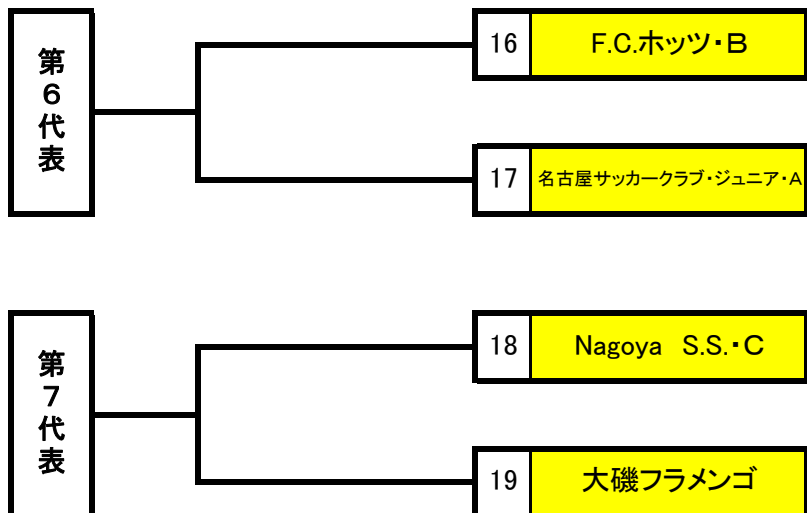 第6代表
16 F.C.ホッツ・B
17 名古屋サッカークラブ・ジュニア・A
第7代表
18 Nagoya S.S.・C
19 大磯フラメンゴ